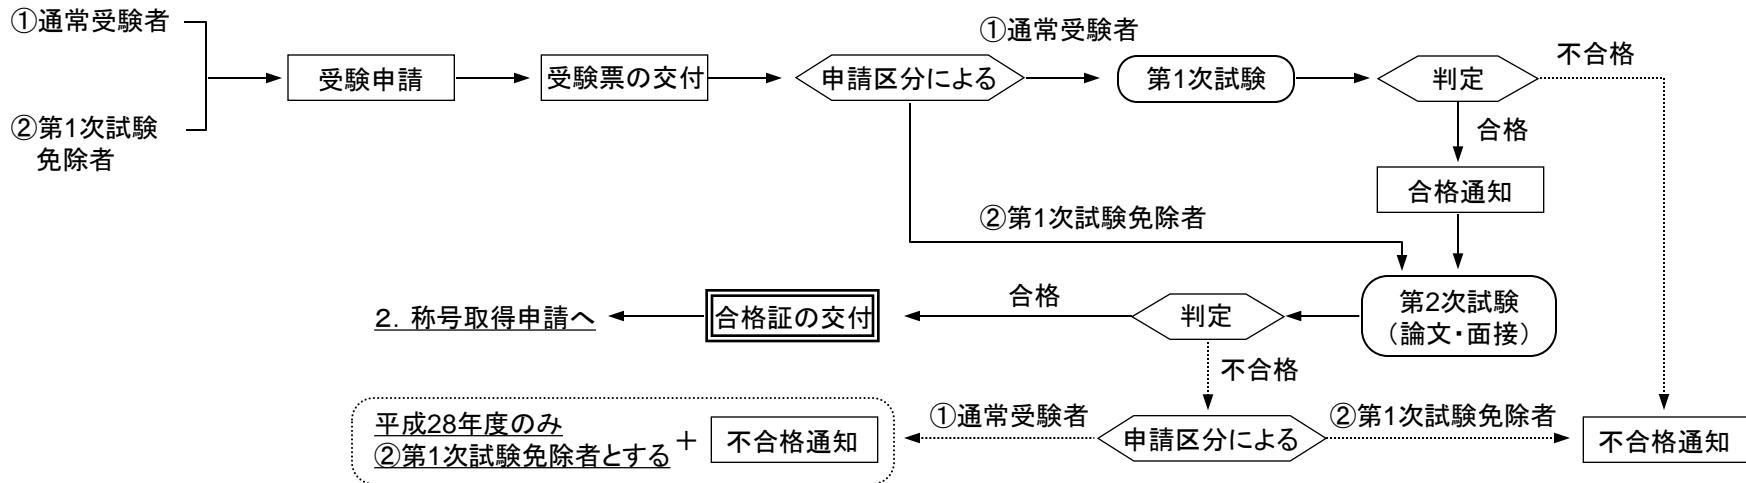 ①通常受験者
②第1次試験
免除者
受験申請
受験票の交付
申請区分による
①通常受験者
第1次試験
判定
不合格
合格
合格通知
②第1次試験免除者
第2次試験
（論文・面接）
判定
合格
合格証の交付
２．称号取得申請へ
不合格
申請区分による
①通常受験者
平成28年度のみ
②第1次試験免除者とする
＋
不合格通知
②第1次試験免除者
不合格通知